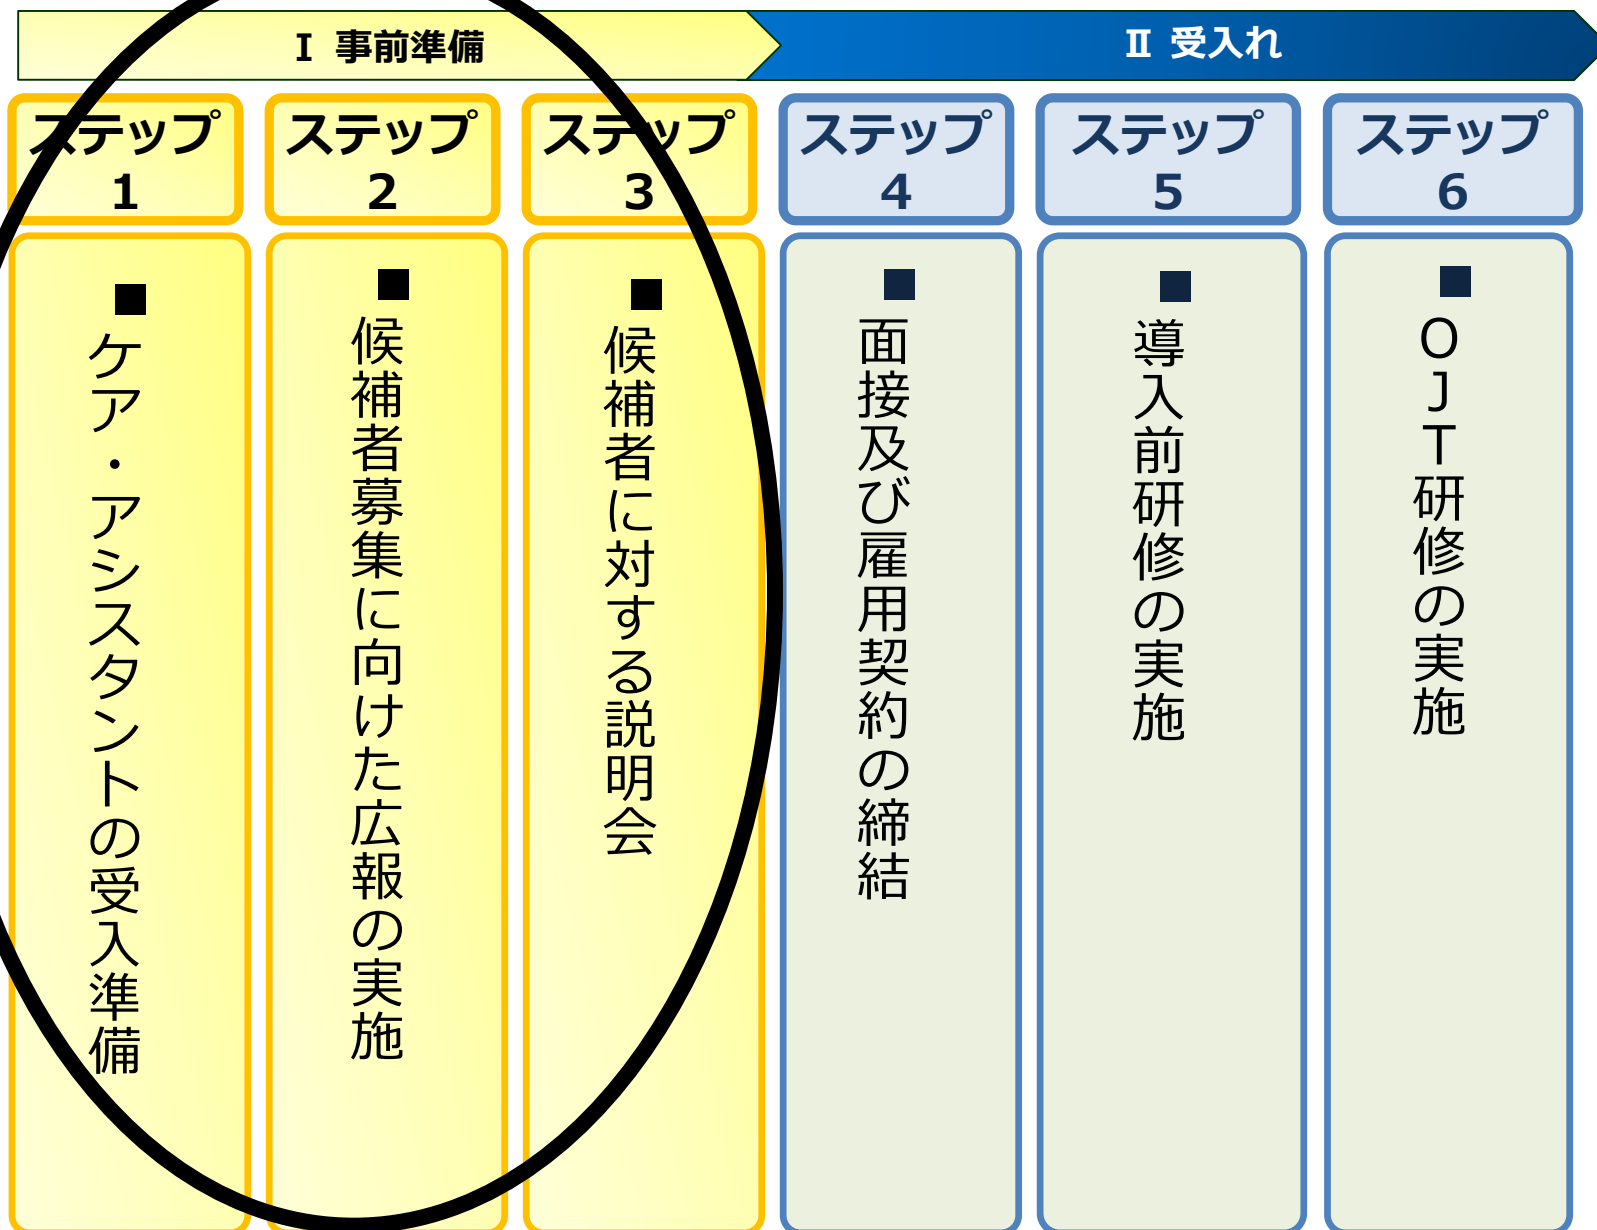 Ⅰ 事前準備
Ⅱ 受入れ
ステップ
1
ステップ
2
ステップ
3
ステップ
4
ステップ
5
ステップ
6
■ケア・アシスタントの受入準備
■候補者募集に向けた広報の実施
■候補者に対する説明会
■面接及び雇用契約の締結
■導入前研修の実施
■OJT研修の実施